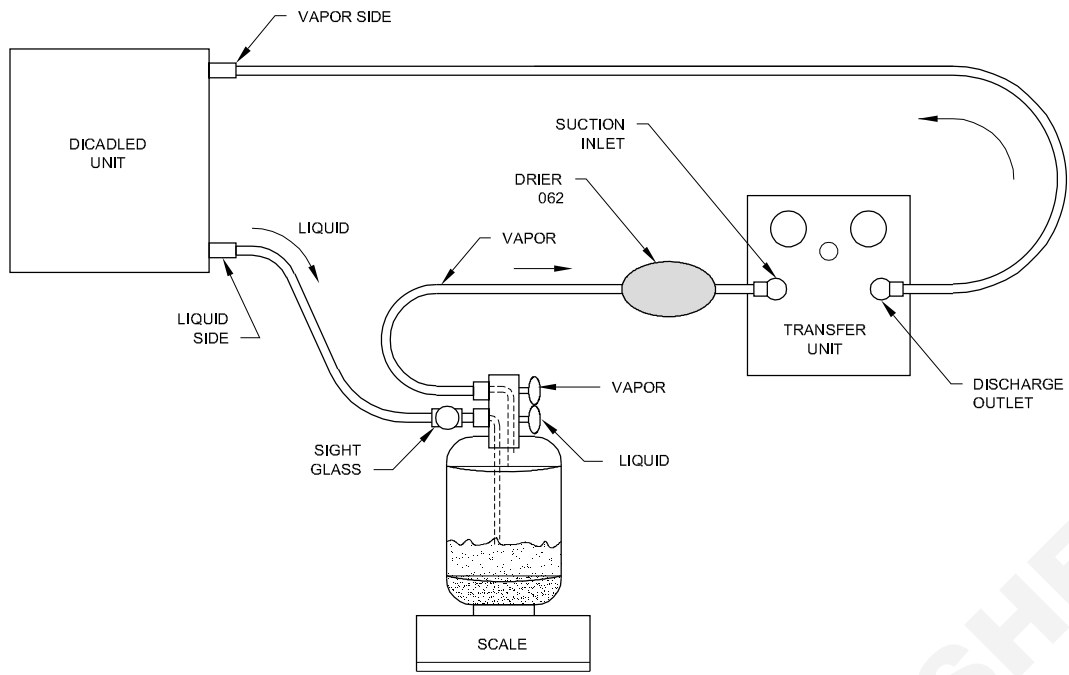 VAPOR SIDE
DICADLED
UNIT
SUCTION
INLET
DRIER
062
LIQUID
VAPOR
LIQUID
SIDE
TRANSFER
UNIT
VAPOR
DISCHARGE
OUTLET
SIGHT
GLASS
LIQUID
SCALE